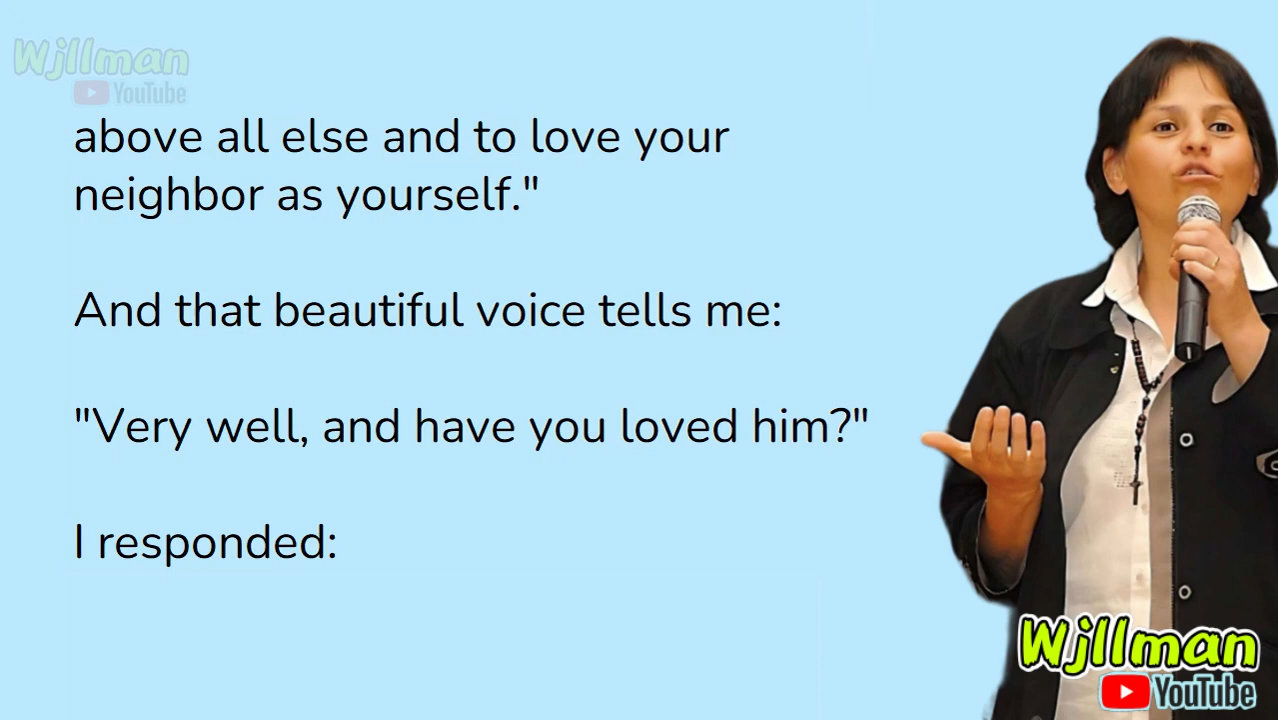 Wjllman
YouTube
above all else and to love your
neighbor as yourself."
And that beautiful voice tells me:
"Very well, and have you loved him?"
I responded:
Wjllman
YouTube